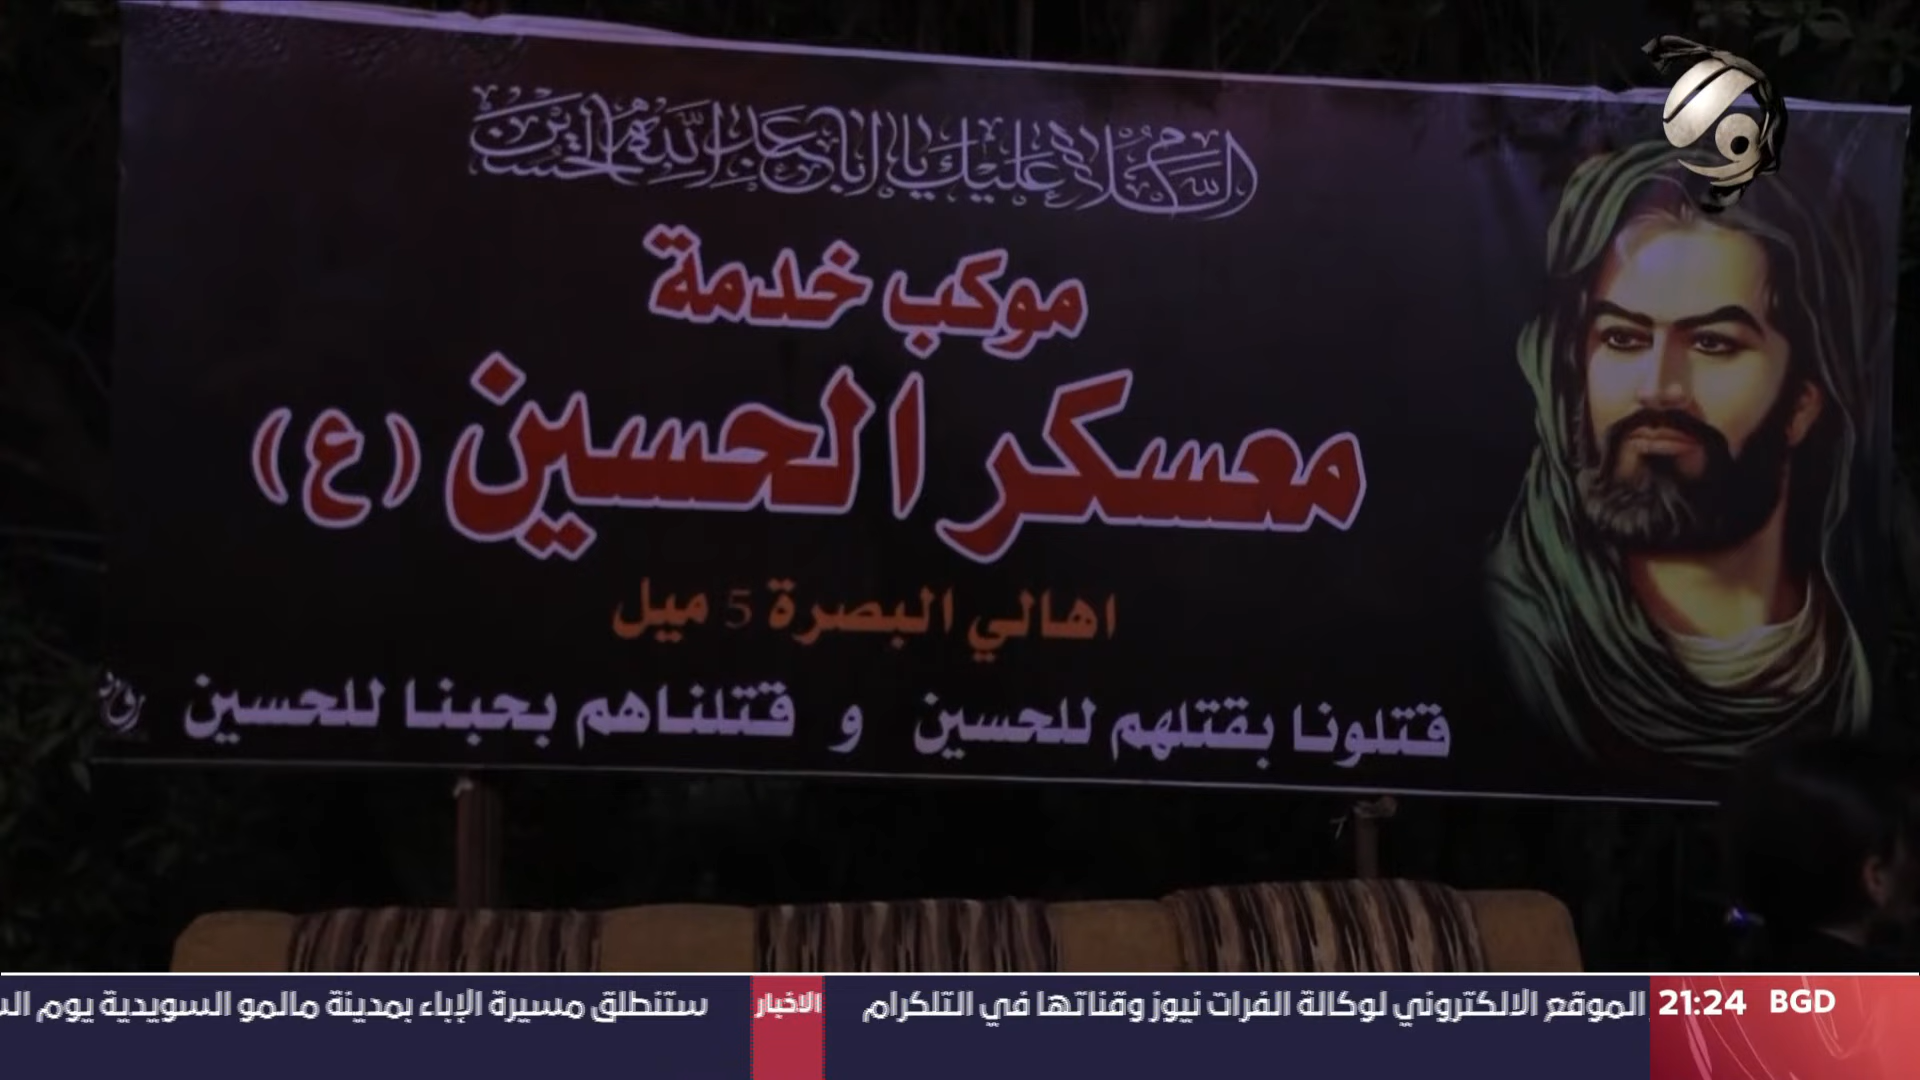 السلام عليك يا ابا عبد الله الحسين
موكب خدمة
معسكر الحسين (ع)
اهالي البصرة 5 ميل
قتلونا بقتلهم للحسين و قتلناهم بحبنا للحسين
21:24 BGD
الموقع الالكتروني لوكالة الفرات نيوز وقناتها في التلكرام
الاخبار
ستنطلق مسيرة الإباء بمدينة مالمو السويدية يوم